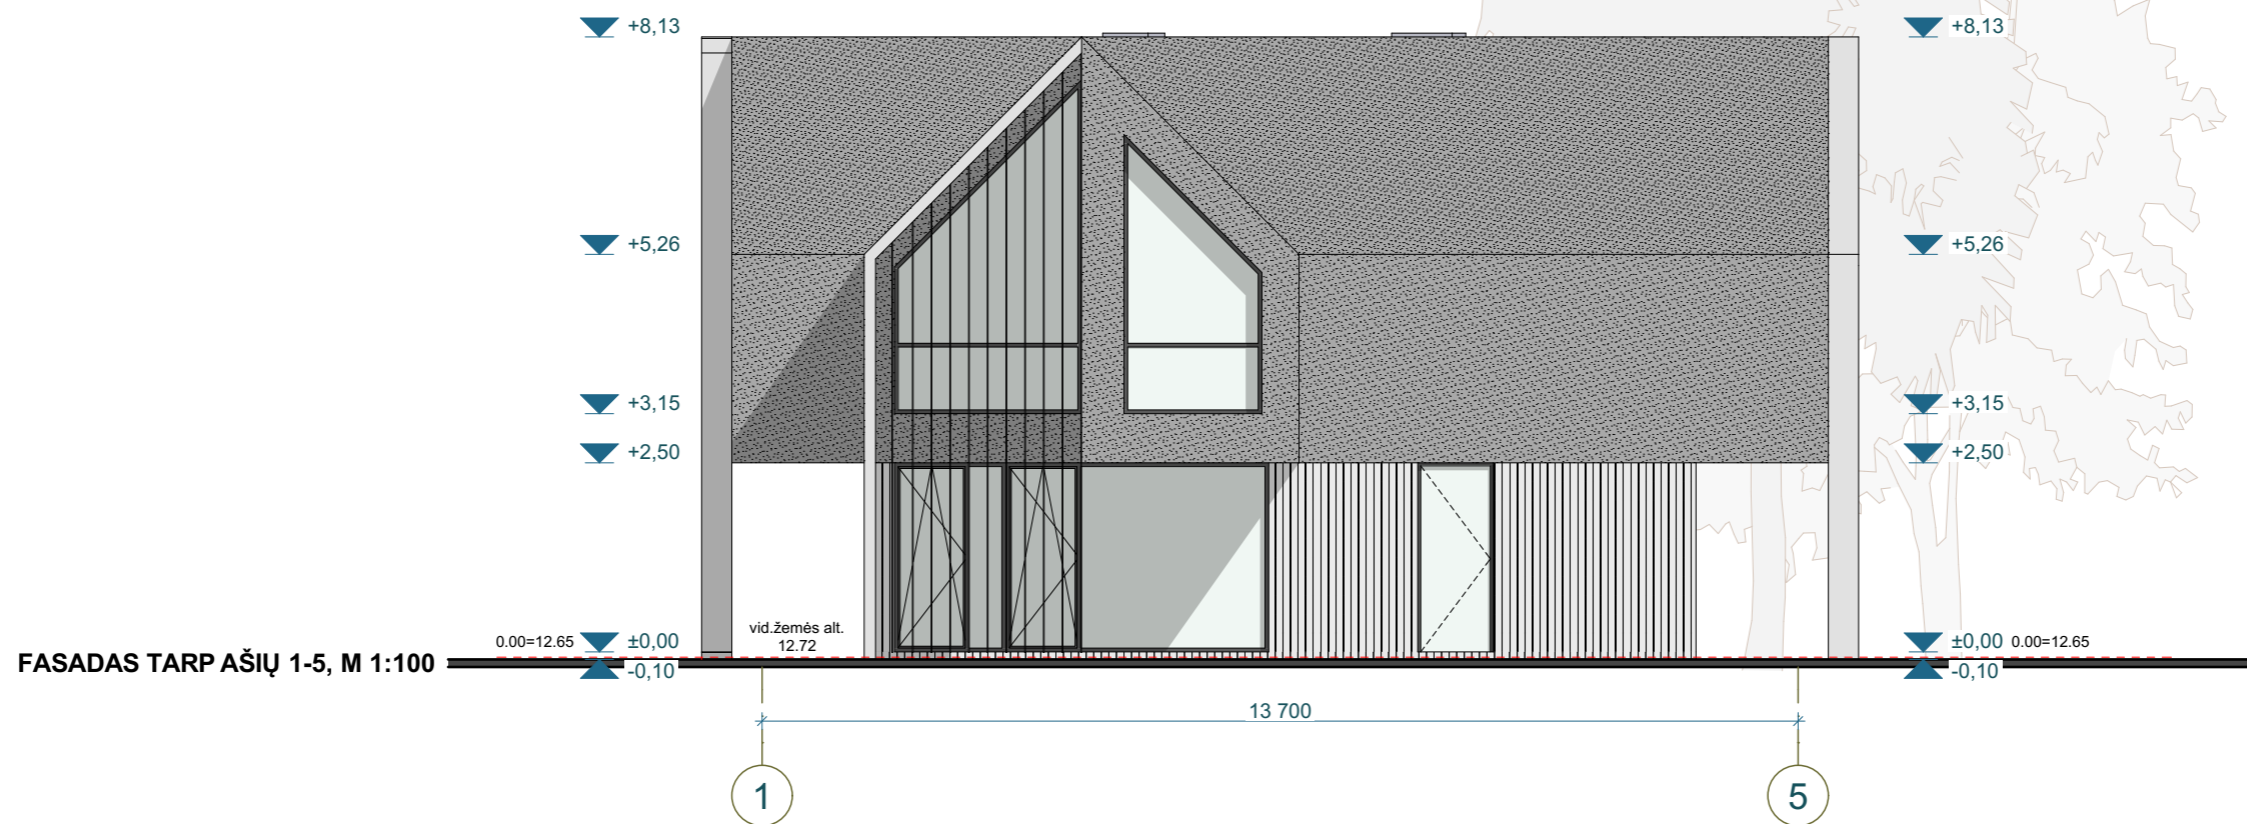 +8,13 +8,13
+5,26 +5,26
+3,15 +3,15
+2,50 +2,50
vid.žemės alt.
12.72
0.00=12.65 ±0,00 ±0,00 0.00=12.65
FASADAS TARP AŠIŲ 1-5, M 1:100
-0,10 -0,10
13 700
1 5